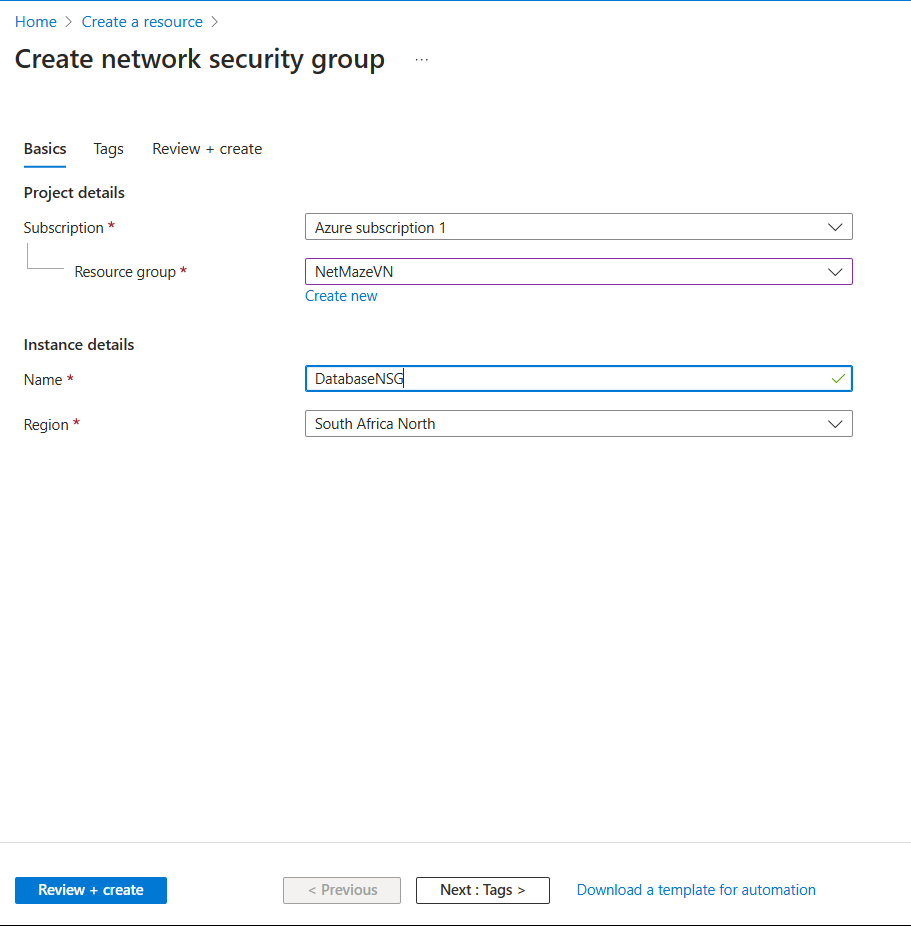 Home > Create a resource >
Create network security group ...
Basics Tags Review + create
Project details
Subscription * Azure subscription 1
Resource group * NetMazeVN
Create new
Instance details
Name * DatabaseNSG
Region * South Africa North
Review + create < Previous Next : Tags > Download a template for automation